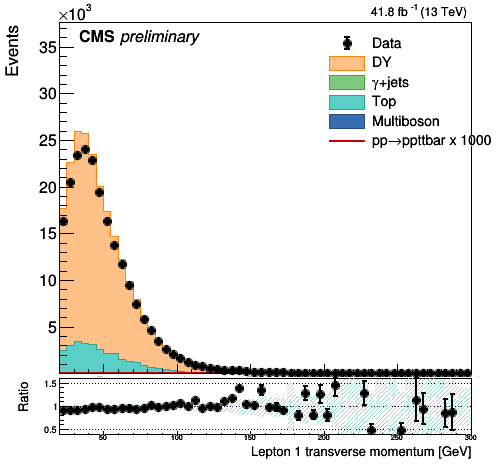 ×10³
41.8 fb⁻¹ (13 TeV)
Events
CMS preliminary
Data
DY
γ+jets
Top
Multiboson
pp→ppttbar x 1000
35
30
25
20
15
10
5
0
Ratio
1.5
1
0.5
50
100
150
200
250
300
Lepton 1 transverse momentum [GeV]